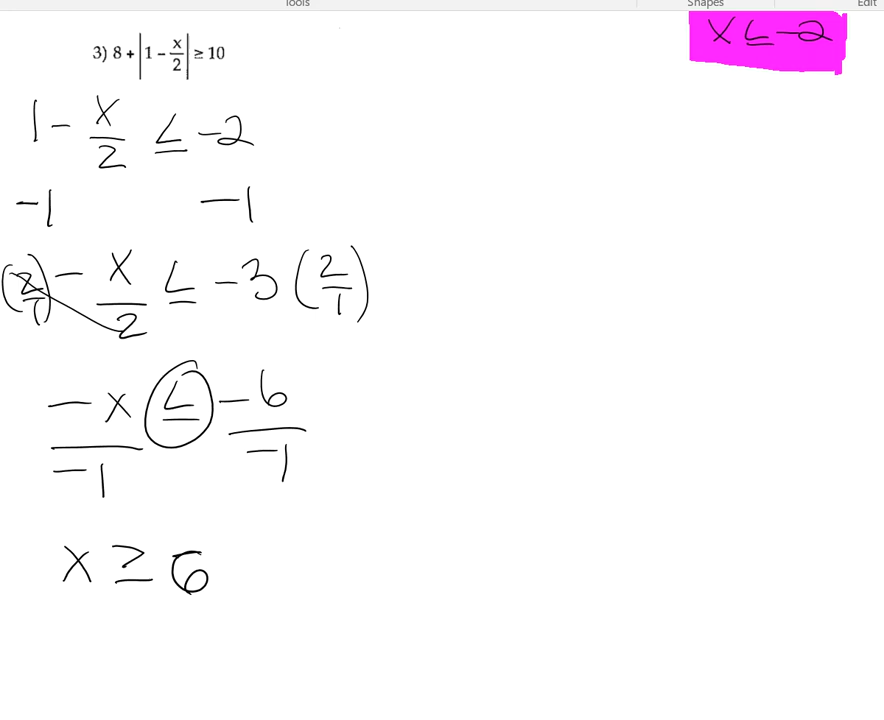 Tools Shapes Edit
x ≤ -2
3) 8 + |1 - x/2| ≥ 10
1 - x/2 ≤ -2
-1 -1
(2/1) - x/2 ≤ -3 (2/1)
-x/-1 ≤ -6/-1
x ≥ 6